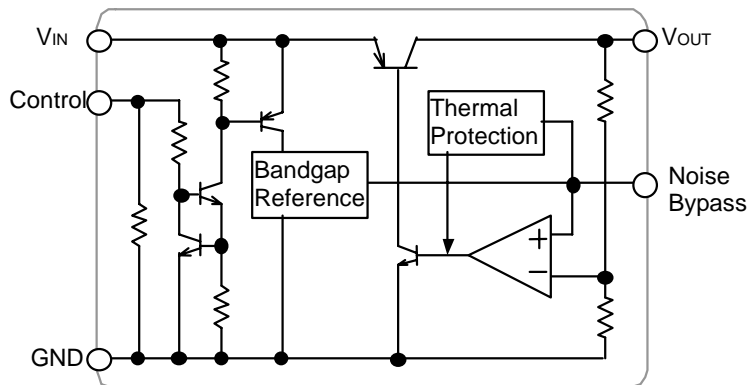 VIN
VOUT
Control
Thermal
Protection
Bandgap
Reference
Noise
Bypass
+
−
GND